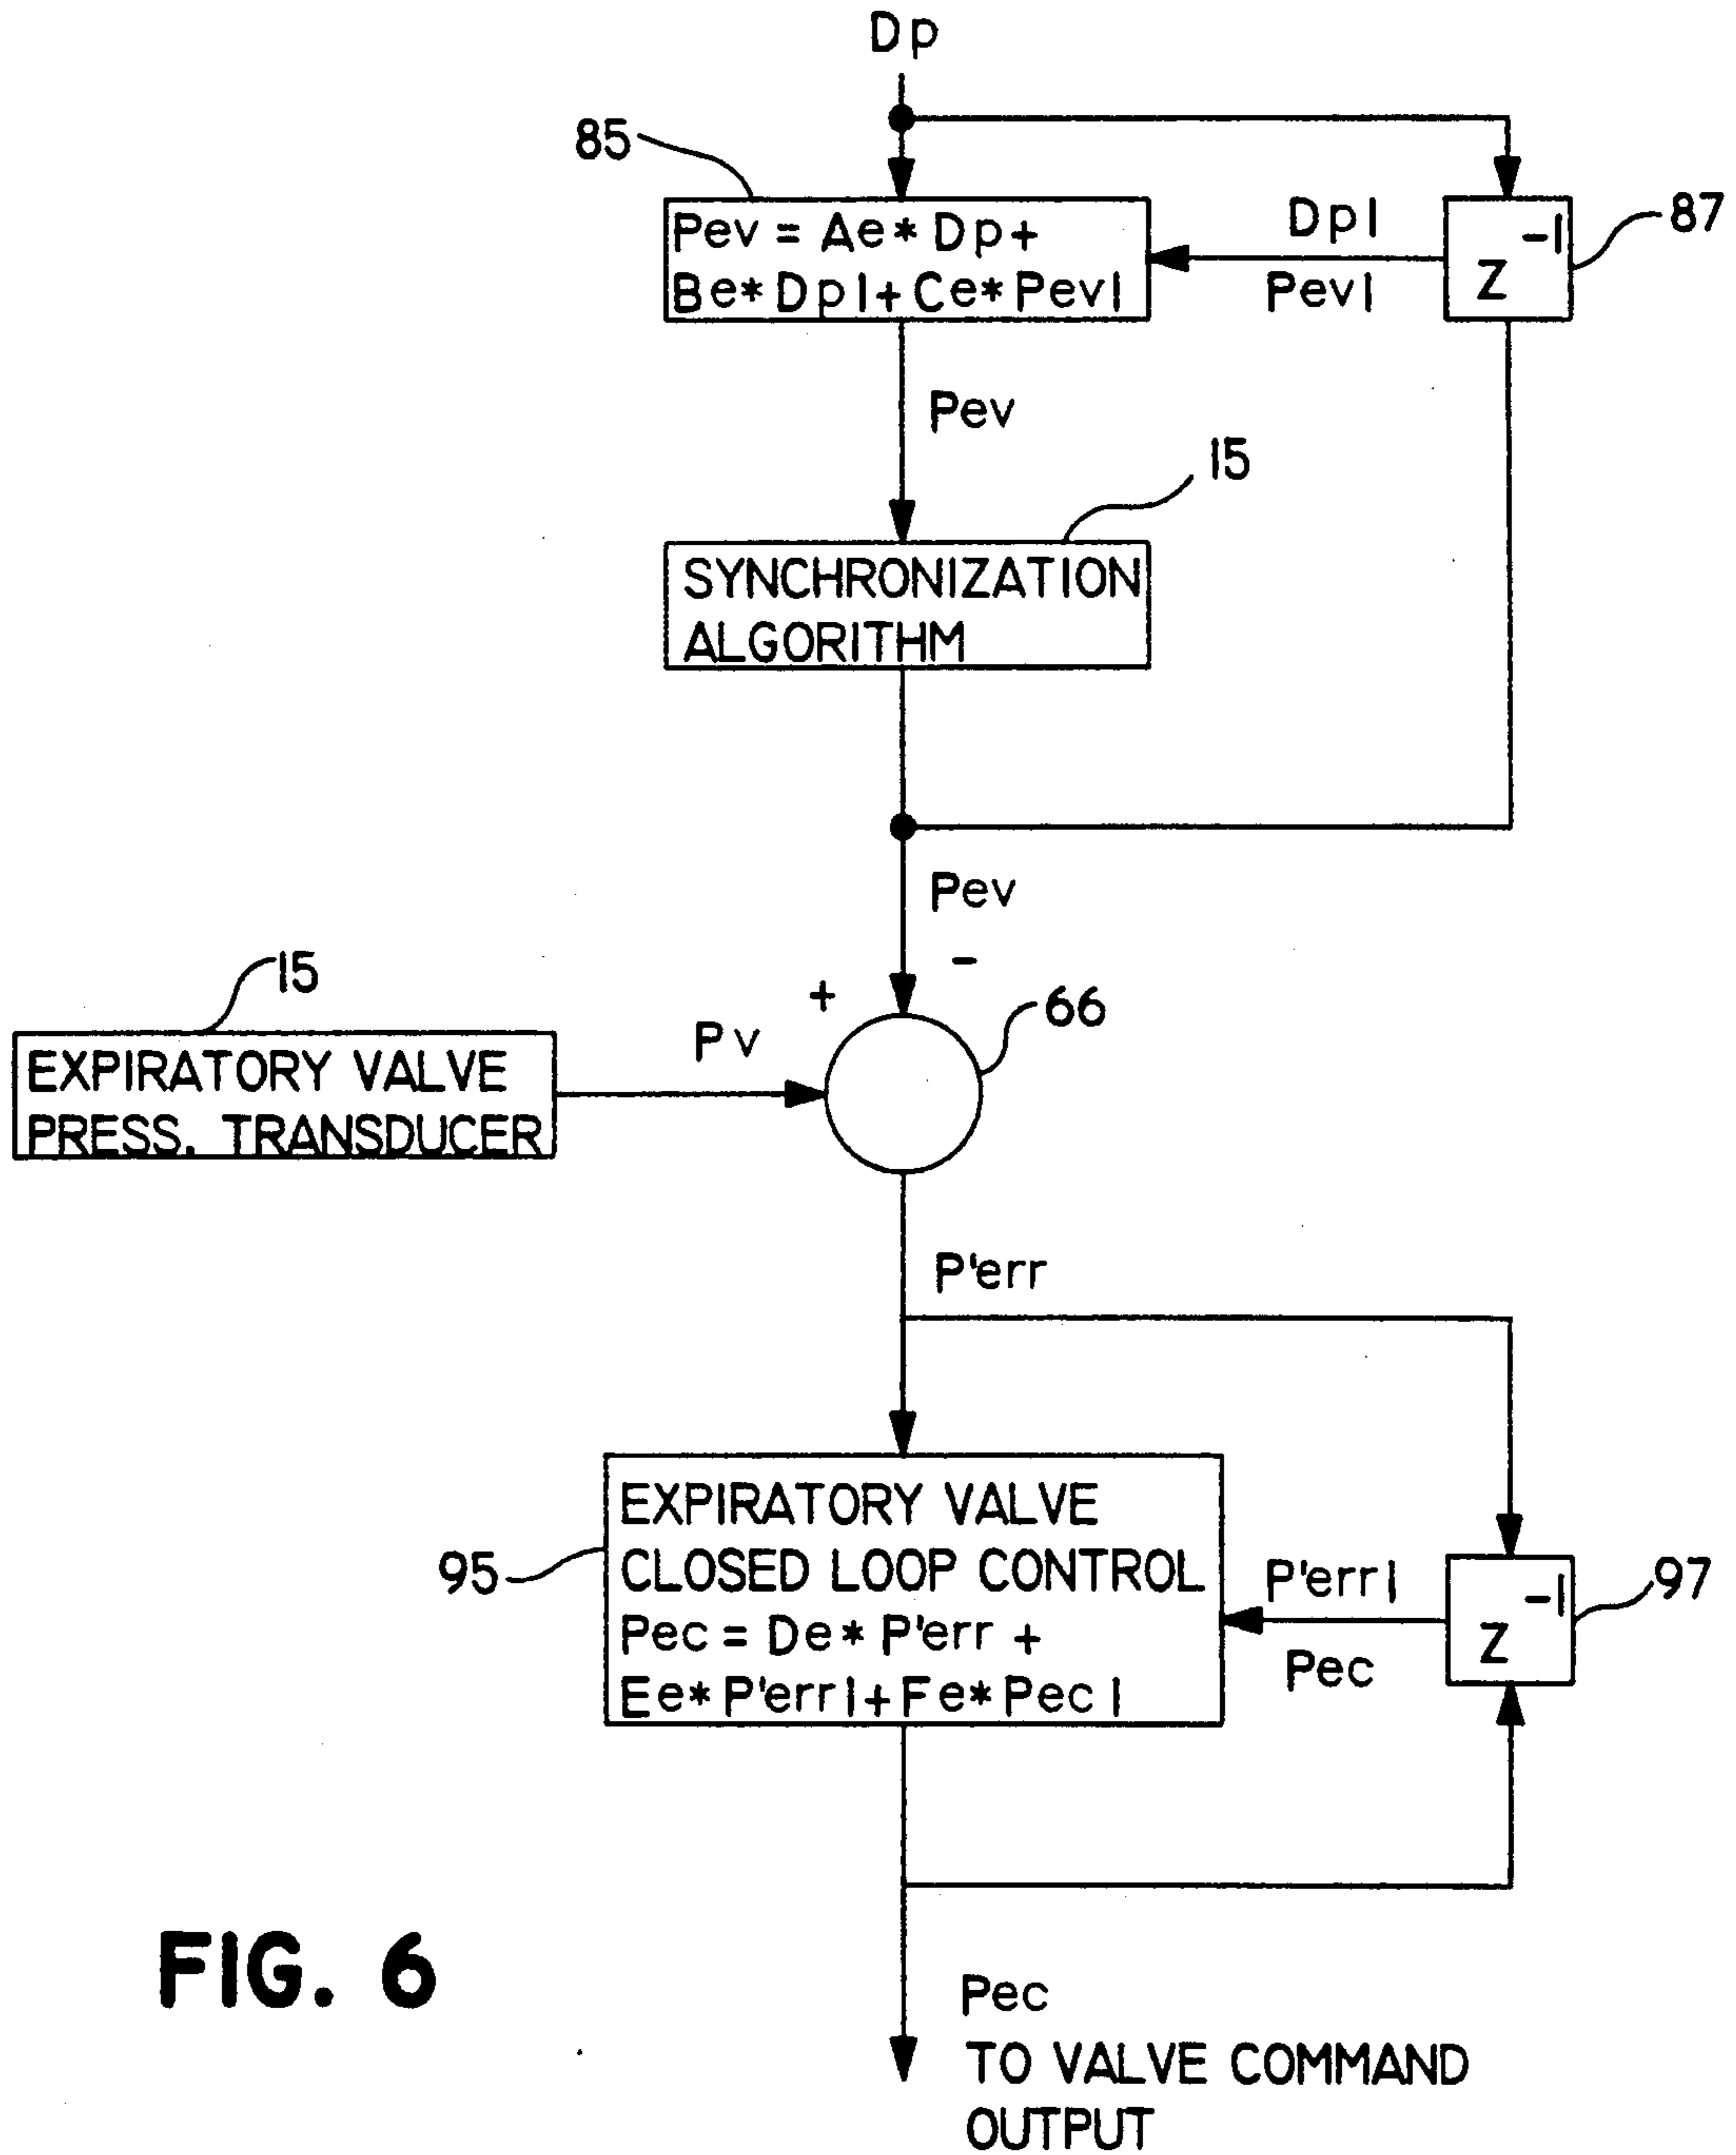 Dp
85
Pev = Ae* Dp+
Be* Dp1+ Ce* Pev1
Dp1
Pev1
z-1
87
Pev
15
SYNCHRONIZATION
ALGORITHM
Pev
-
+
66
15
EXPIRATORY VALVE
PRESS. TRANSDUCER
Pv
P'err
95
EXPIRATORY VALVE
CLOSED LOOP CONTROL
Pec = De* P'err +
Ee* P'err1+ Fe* Pec1
P'err1
Pec
z-1
97
FIG. 6
Pec
TO VALVE COMMAND
OUTPUT